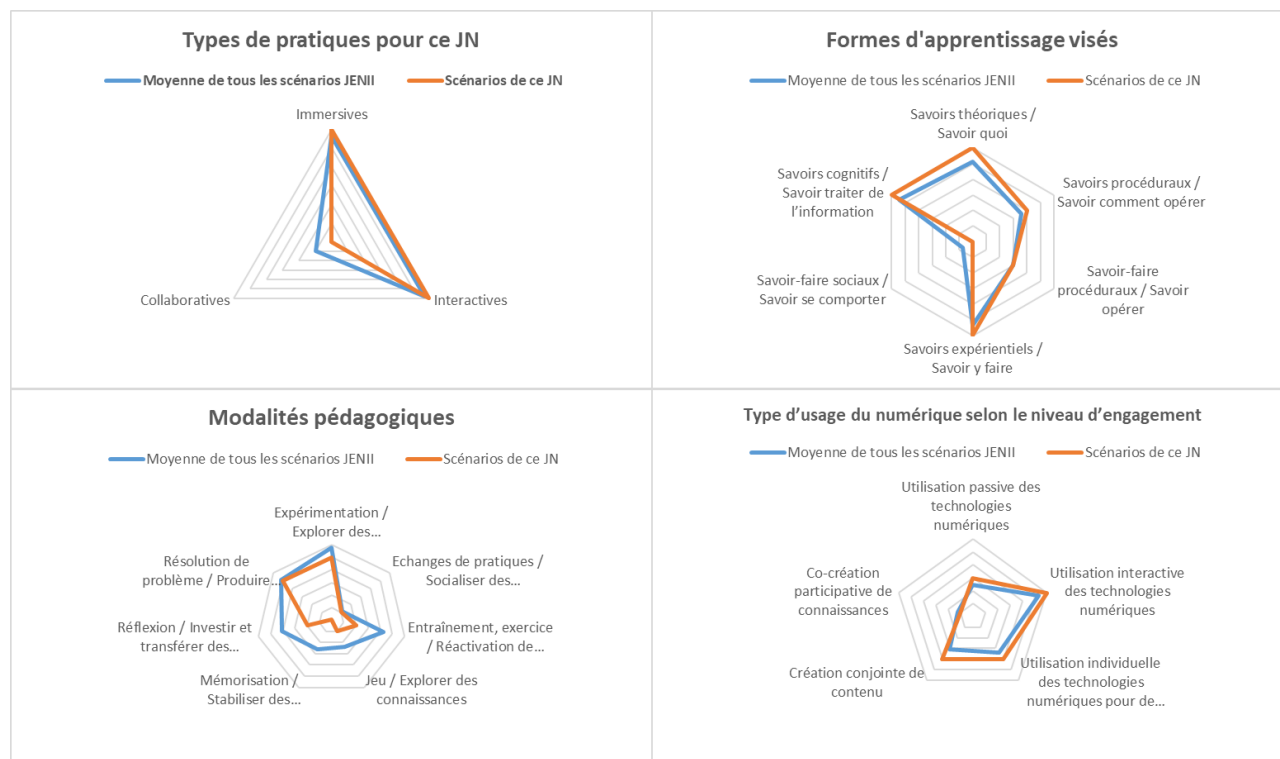 Types de pratiques pour ce JN
Moyenne de tous les scénarios JENII
Scénarios de ce JN
Immersives
Collaboratives
Interactives
Formes d'apprentissage visés
Moyenne de tous les scénarios JENII
Scénarios de ce JN
Savoirs théoriques /
Savoir quoi
Savoirs cognitifs /
Savoir traiter de
l'information
Savoirs procéduraux /
Savoir comment opérer
Savoir-faire sociaux /
Savoir se comporter
Savoir-faire
procéduraux / Savoir
opérer
Savoirs expérientiels /
Savoir y faire
Modalités pédagogiques
Moyenne de tous les scénarios JENII
Scénarios de ce JN
Expérimentation /
Explorer des...
Résolution de
problème / Produire...
Echanges de pratiques /
Socialiser des...
Réflexion / Investir et
transférer des...
Entraînement, exercice
/ Réactivation de...
Mémorisation /
Stabiliser des...
Jeu / Explorer des
connaissances
Type d’usage du numérique selon le niveau d’engagement
Moyenne de tous les scénarios JENII
Scénarios de ce JN
Utilisation passive des
technologies
numériques
Co-création
participative de
connaissances
Utilisation interactive
des technologies
numériques
Création conjointe de
contenu
Utilisation individuelle
des technologies
numériques pour de...